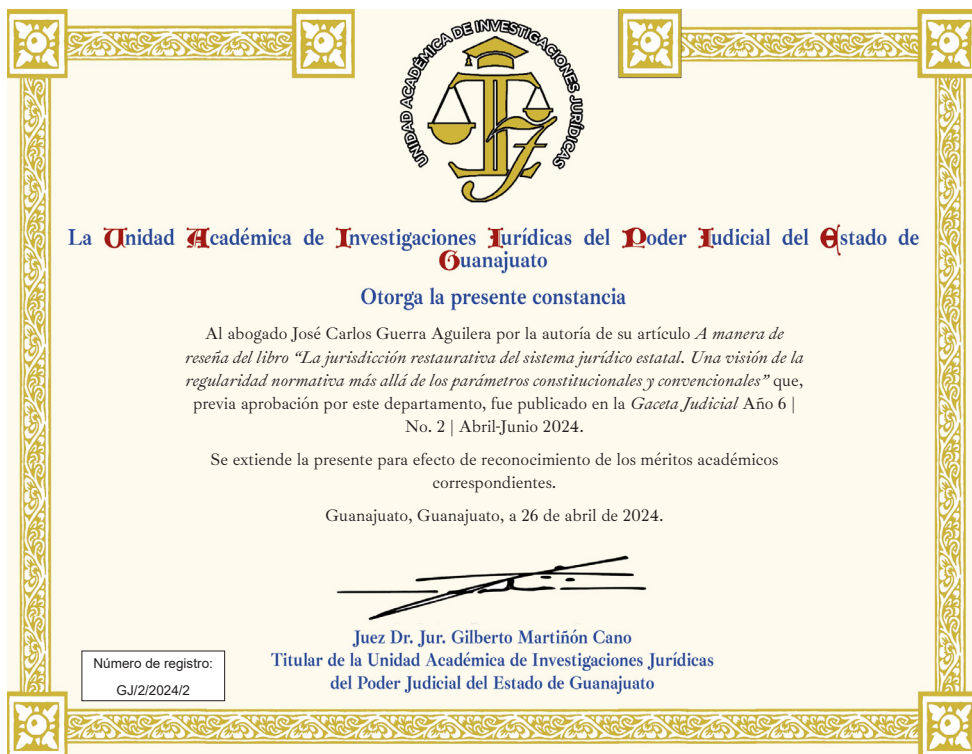 UNIDAD ACADÉMICA DE INVESTIGACIONES JURÍDICAS
IJ
La Unidad Académica de Investigaciones Jurídicas del Poder Judicial del Estado de
Guanajuato
Otorga la presente constancia
Al abogado José Carlos Guerra Aguilera por la autoría de su artículo A manera de
reseña del libro “La jurisdicción restaurativa del sistema jurídico estatal. Una visión de la
regularidad normativa más allá de los parámetros constitucionales y convencionales” que,
previa aprobación por este departamento, fue publicado en la Gaceta Judicial Año 6 |
No. 2 | Abril-Junio 2024.
Se extiende la presente para efecto de reconocimiento de los méritos académicos
correspondientes.
Guanajuato, Guanajuato, a 26 de abril de 2024.
Juez Dr. Jur. Gilberto Martiñón Cano
Titular de la Unidad Académica de Investigaciones Jurídicas
del Poder Judicial del Estado de Guanajuato
Número de registro:
GJ/2/2024/2